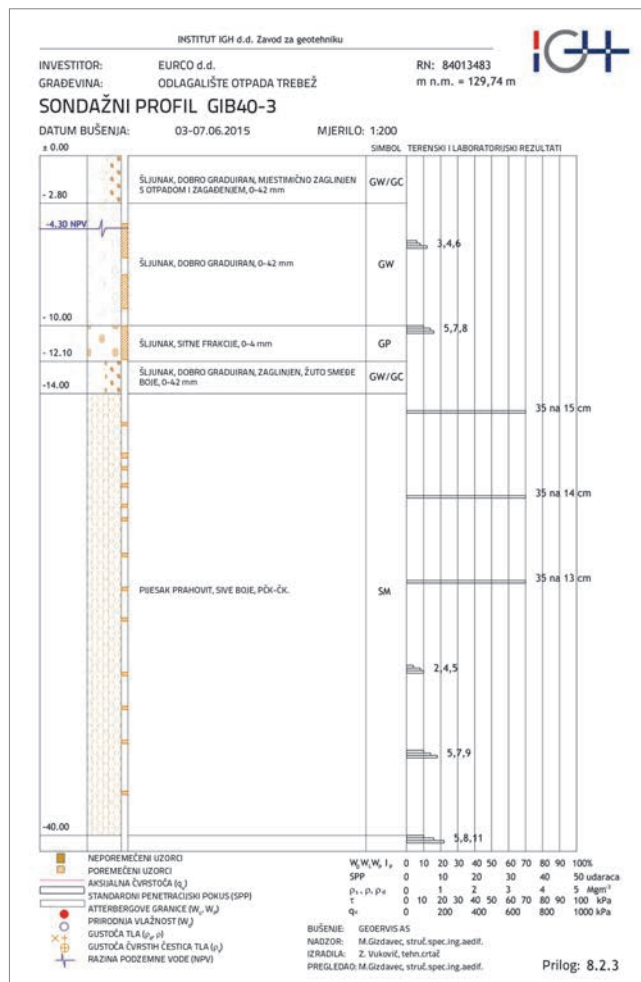 INSTITUT IGH d.d. Zavod za geotehniku
IGH
INVESTITOR: EURCO d.d. RN: 84013483
GRAĐEVINA: ODLAGALIŠTE OTPADA TREBEŽ m n.m. = 129,74 m
SONDAŽNI PROFIL GIB40-3
DATUM BUŠENJA: 03-07.06.2015 MJERILO: 1:200
± 0.00 SIMBOL TERENSKI I LABORATORIJSKI REZULTATI
ŠLJUNAK, DOBRO GRADUIRAN, MJESTIMIČNO ZAGLINJEN
S OTPADOM I ZAGAĐENJEM, 0-42 mm
GW/GC
- 2.80
-4.30 NPV
3,4,6
ŠLJUNAK, DOBRO GRADUIRAN, 0-42 mm GW
- 10.00
5,7,8
ŠLJUNAK, SITNE FRAKCIJE, 0-4 mm GP
- 12.10
ŠLJUNAK, DOBRO GRADUIRAN, ZAGLINJEN, ŽUTO SMEĐE
BOJE, 0-42 mm
GW/GC
-14.00
35 na 15 cm
35 na 14 cm
35 na 13 cm
PIJESAK PRAHOVIT, SIVE BOJE, PČK-ČK. SM
2,4,5
5,7,9
-40.00
5,8,11
NEPOREMEĆENI UZORCI
POREMEĆENI UZORCI
AKSIJALNA ČVRSTOĆA (qu)
STANDARDNI PENETRACIJSKI POKUS (SPP)
ATTERBERGOVE GRANICE (W, W)
PRIRODNA VLAŽNOST (W)
GUSTOĆA TLA (ρ, ρ)
GUSTOĆA ČVRSTIH ČESTICA TLA (ρ)
RAZINA PODZEMNE VODE (NPV)
0 10 20 30 40 50 60 70 80 90 100%
SPP 0 10 20 30 40 50 udaraca
0 1 2 3 4 5 Mgm⁻³
τ 0 10 20 30 40 50 60 70 80 90 100 kPa
qu 0 200 400 600 800 1000 kPa
BUŠENJE: GEOERVIS AS
NADZOR: M.Gizdavec, struč.spec.ing.aedif.
IZRADILA: Z. Vuković, tehn.crtač
PREGLEDAO: M.Gizdavec, struč.spec.ing.aedif.
Prilog: 8.2.3